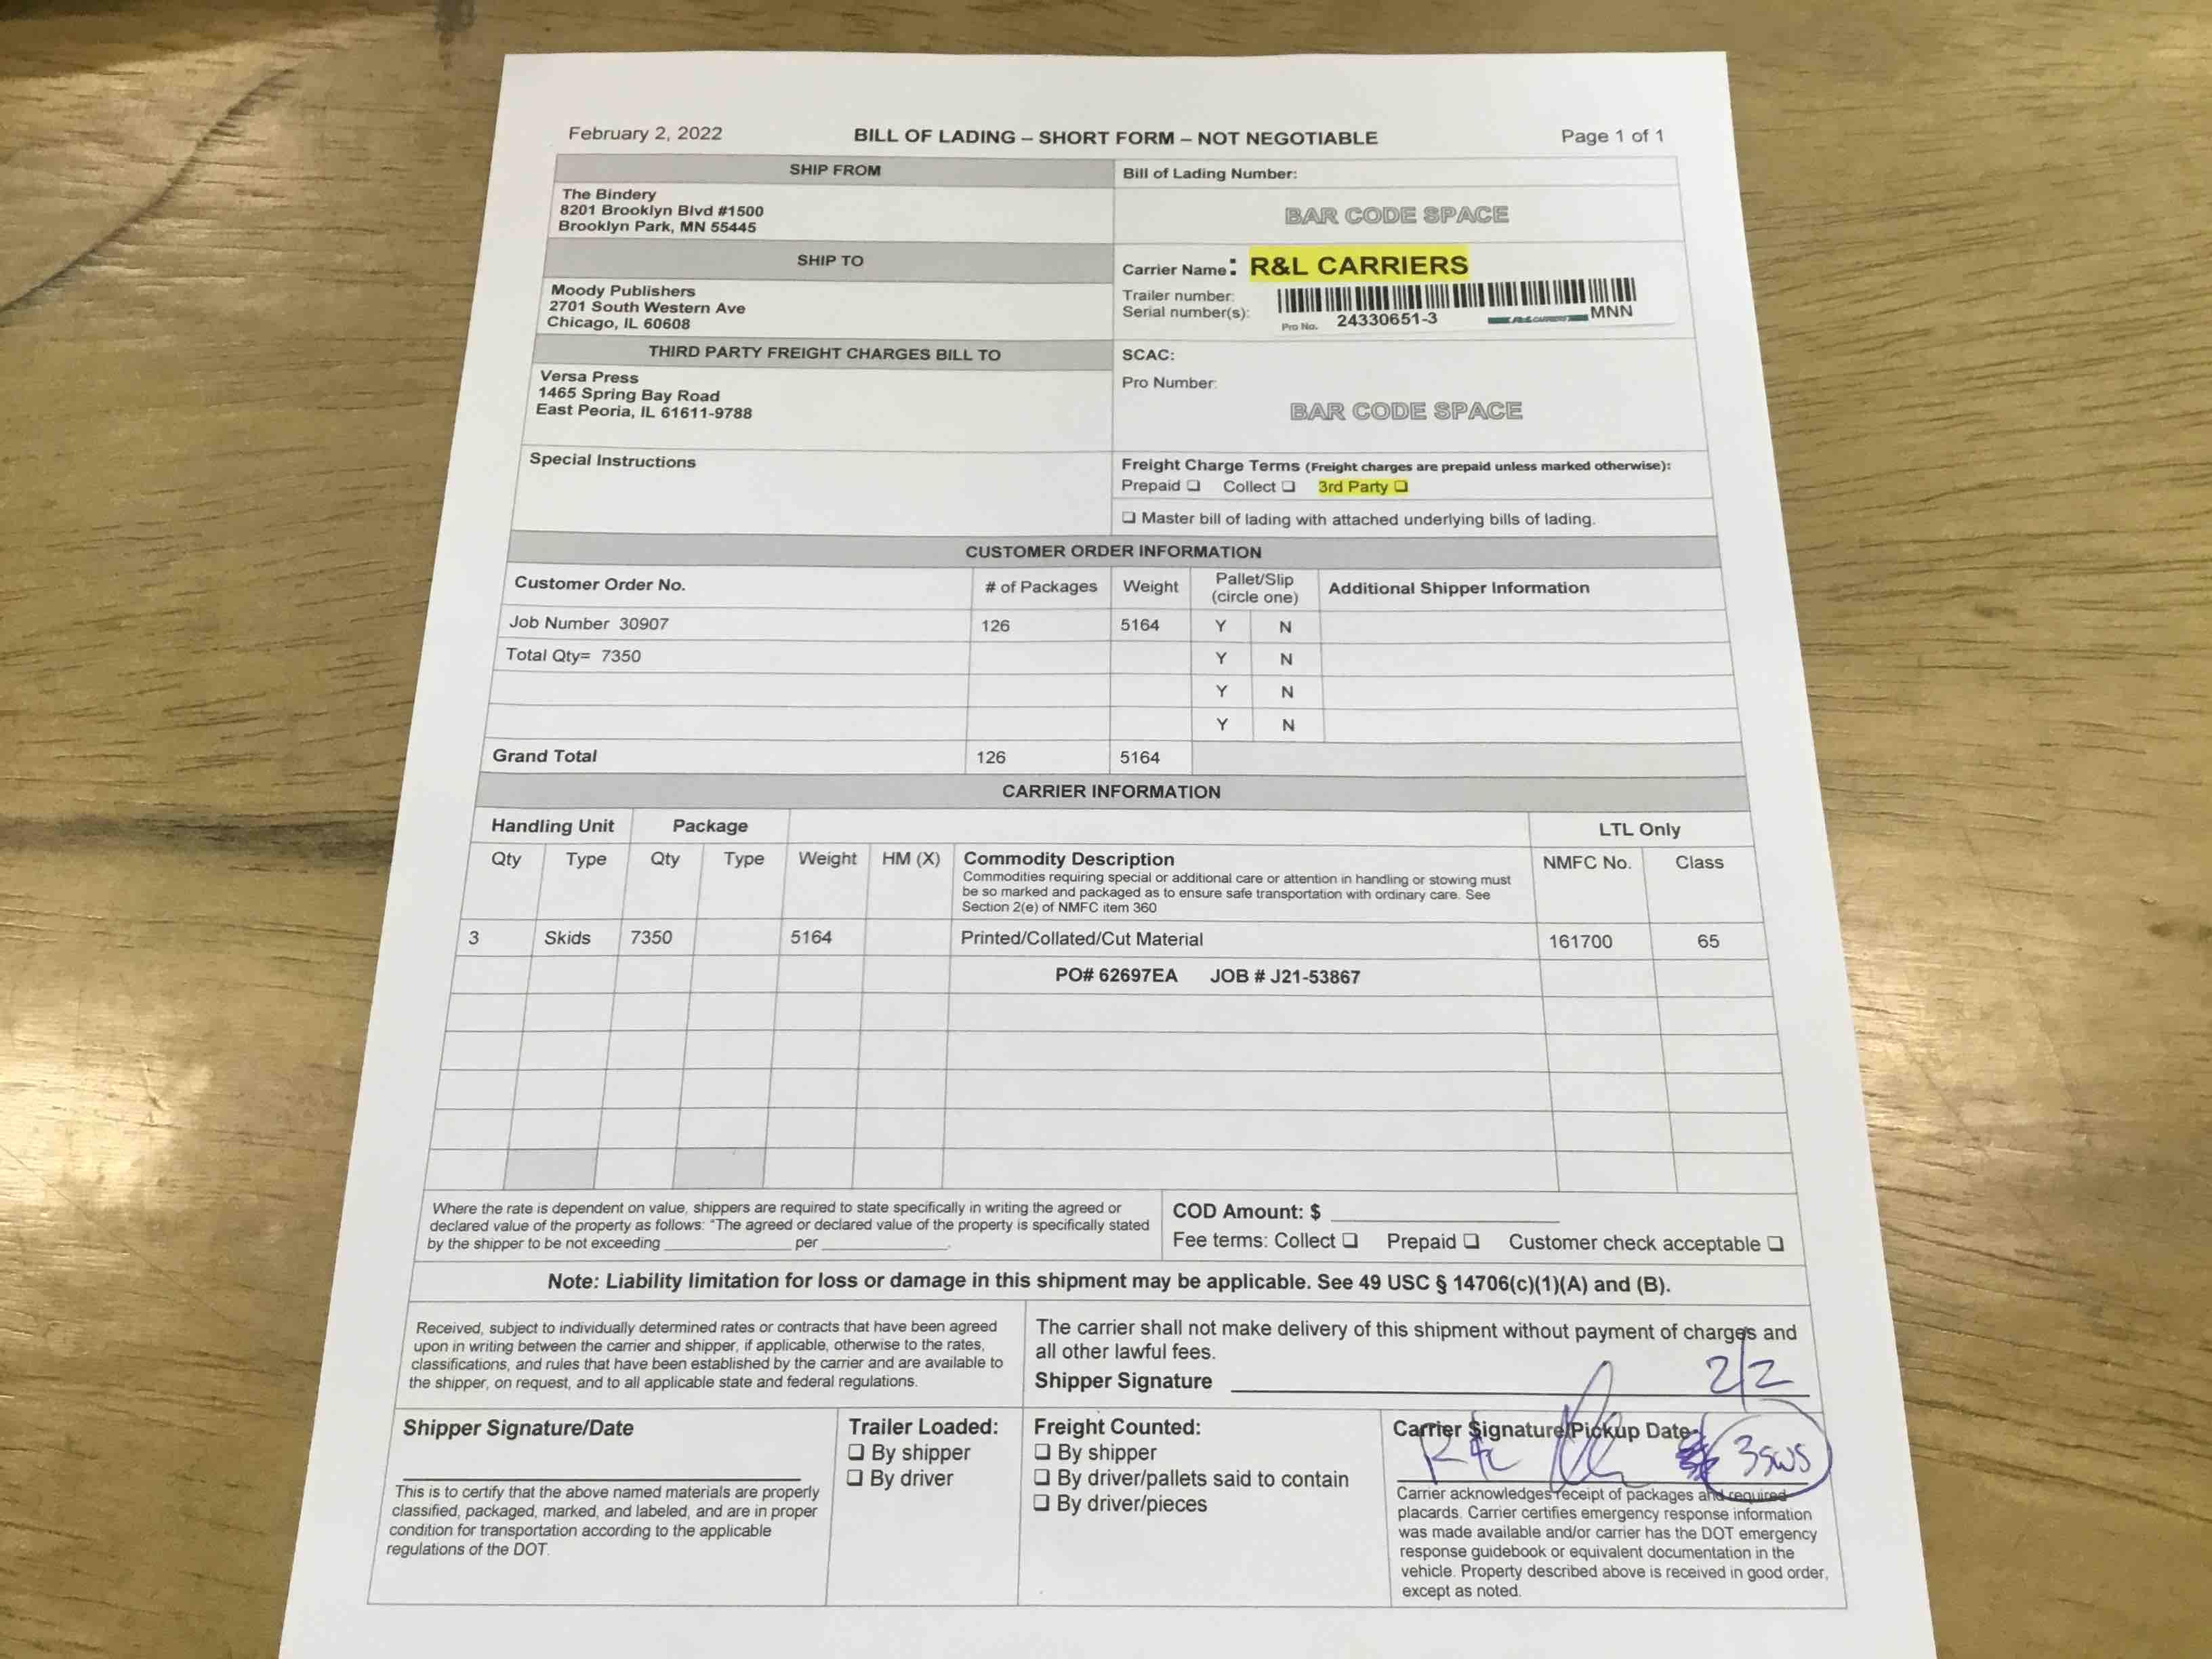 February 2, 2022 BILL OF LADING – SHORT FORM – NOT NEGOTIABLE Page 1 of 1
SHIP FROM
The Bindery
8201 Brooklyn Blvd #1500
Brooklyn Park, MN 55445
Bill of Lading Number:
BAR CODE SPACE
SHIP TO
Moody Publishers
2701 South Western Ave
Chicago, IL 60608
Carrier Name: R&L CARRIERS
Trailer number:
Serial number(s):
Pro No. 24330651-3 R&L CARRIERS MNN
THIRD PARTY FREIGHT CHARGES BILL TO
Versa Press
1465 Spring Bay Road
East Peoria, IL 61611-9788
SCAC:
Pro Number:
BAR CODE SPACE
Special Instructions
Freight Charge Terms (Freight charges are prepaid unless marked otherwise):
Prepaid ❑ Collect ❑ 3rd Party ❑
❑ Master bill of lading with attached underlying bills of lading.
CUSTOMER ORDER INFORMATION
Customer Order No. # of Packages Weight Pallet/Slip (circle one) Additional Shipper Information
Job Number 30907 126 5164 Y N
Total Qty= 7350 Y N
Y N
Y N
Grand Total 126 5164
CARRIER INFORMATION
Handling Unit Package LTL Only
Qty Type Qty Type Weight HM (X) Commodity Description NMFC No. Class
Commodities requiring special or additional care or attention in handling or stowing must
be so marked and packaged as to ensure safe transportation with ordinary care. See
Section 2(e) of NMFC item 360
3 Skids 7350 5164 Printed/Collated/Cut Material 161700 65
PO# 62697EA JOB # J21-53867
Where the rate is dependent on value, shippers are required to state specifically in writing the agreed or
declared value of the property as follows: "The agreed or declared value of the property is specifically stated
by the shipper to be not exceeding ____________ per ____________.
COD Amount: $ ____________
Fee terms: Collect ❑ Prepaid ❑ Customer check acceptable ❑
Note: Liability limitation for loss or damage in this shipment may be applicable. See 49 USC § 14706(c)(1)(A) and (B).
Received, subject to individually determined rates or contracts that have been agreed
upon in writing between the carrier and shipper, if applicable, otherwise to the rates,
classifications, and rules that have been established by the carrier and are available to
the shipper, on request, and to all applicable state and federal regulations.
The carrier shall not make delivery of this shipment without payment of charges and
all other lawful fees.
Shipper Signature ____________ 2/2
Shipper Signature/Date
This is to certify that the above named materials are properly
classified, packaged, marked, and labeled, and are in proper
condition for transportation according to the applicable
regulations of the DOT.
Trailer Loaded:
❑ By shipper
❑ By driver
Freight Counted:
❑ By shipper
❑ By driver/pallets said to contain
❑ By driver/pieces
Carrier Signature/Pickup Date
3 SWS
Carrier acknowledges receipt of packages and required
placards. Carrier certifies emergency response information
was made available and/or carrier has the DOT emergency
response guidebook or equivalent documentation in the
vehicle. Property described above is received in good order,
except as noted.